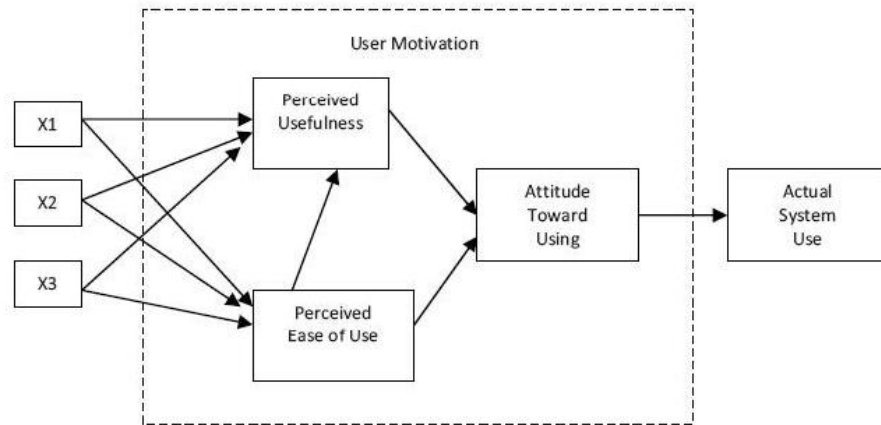 User Motivation
X1
X2
X3
Perceived
Usefulness
Perceived
Ease of Use
Attitude
Toward
Using
Actual
System
Use